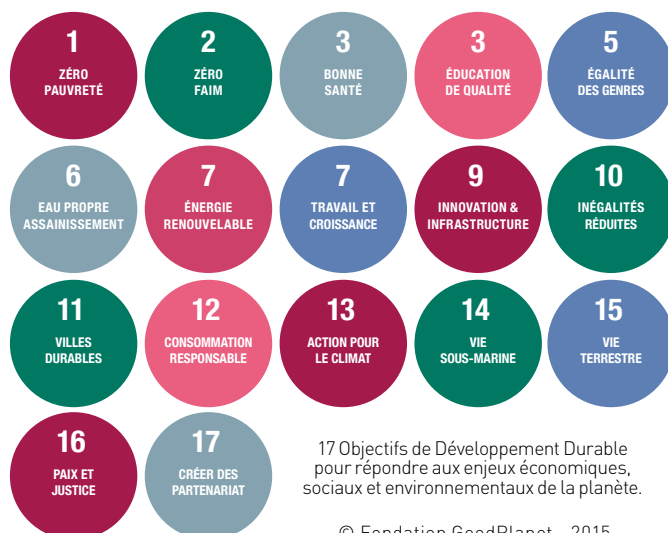 1
ZÉRO
PAUVRETÉ
2
ZÉRO
FAIM
3
BONNE
SANTÉ
3
ÉDUCATION
DE QUALITÉ
5
ÉGALITÉ
DES GENRES
6
EAU PROPRE
ASSAINISSEMENT
7
ÉNERGIE
RENOUVELABLE
7
TRAVAIL ET
CROISSANCE
9
INNOVATION &
INFRASTRUCTURE
10
INÉGALITÉS
RÉDUITES
11
VILLES
DURABLES
12
CONSOMMATION
RESPONSABLE
13
ACTION POUR
LE CLIMAT
14
VIE
SOUS-MARINE
15
VIE
TERRESTRE
16
PAIX ET
JUSTICE
17
CRÉER DES
PARTENARIAT
17 Objectifs de Développement Durable
pour répondre aux enjeux économiques,
sociaux et environnementaux de la planète.
© Fondation GoodPlanet - 2015